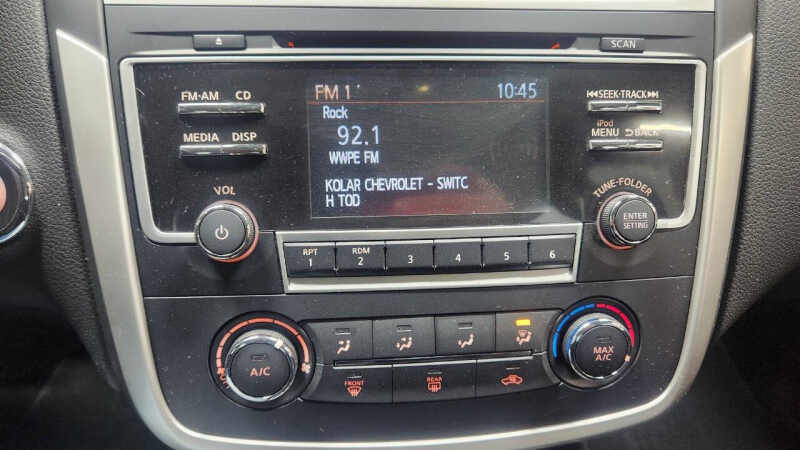 SCAN
FM 1
10:45
Rock
92.1
WWPE FM
KOLAR CHEVROLET - SWITC
H TOD
FM·AM CD
MEDIA DISP
VOL
SEEK·TRACK
iPod
MENU BACK
TUNE·FOLDER
ENTER
SETTING
RPT RDM
1 2 3 4 5 6
A/C
FRONT
REAR
MAX
A/C